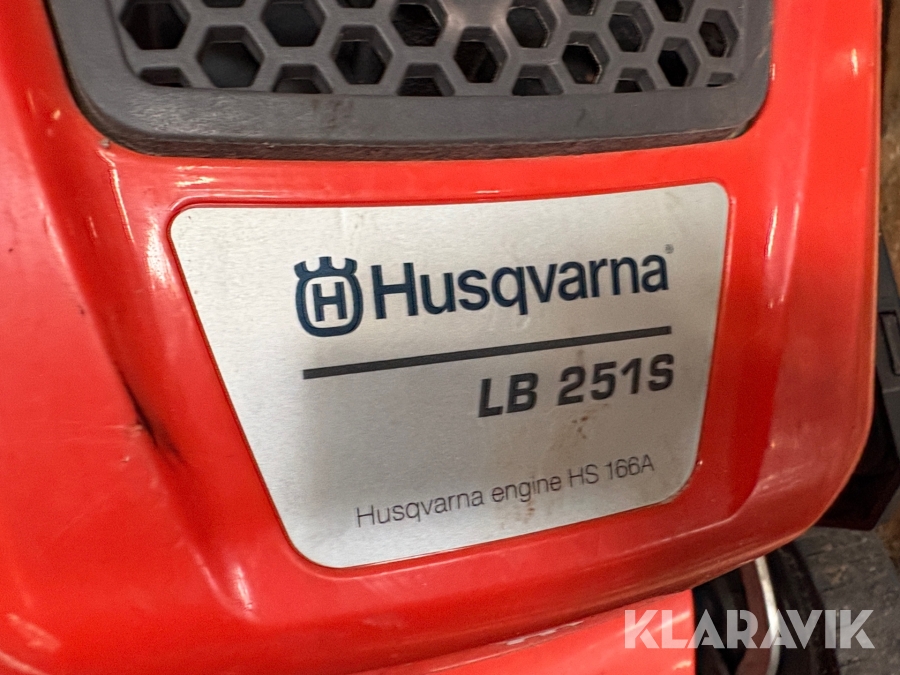 H Husqvarna®
LB 251S
Husqvarna engine HS 166A
KLARAVIK